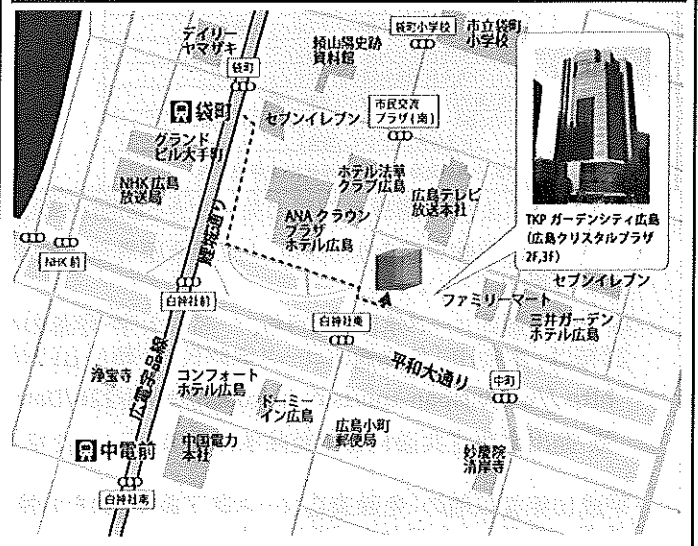 デイリー
ヤマザキ
頼山陽史跡
資料館
袋町小学校
市立袋町
小学校
袋町
袋町
セブンイレブン
市民交流
プラザ(南)
グランド
ビル大手町
NHK広島
放送局
鯉城通り
ホテル法華
クラブ広島
ANAクラウン
プラザ
ホテル広島
広島テレビ
放送本社
TKP ガーデンシティ広島
(広島クリスタルプラザ
2F,3F)
NHK前
白神社前
白神社東
ファミリーマート
セブンイレブン
三井ガーデン
ホテル広島
平和大通り
中町
浄宝寺
広電宇品線
コンフォート
ホテル広島
ドーミー
イン広島
広島小町
郵便局
中電前
中国電力
本社
妙慶院
清岸寺
白神社南